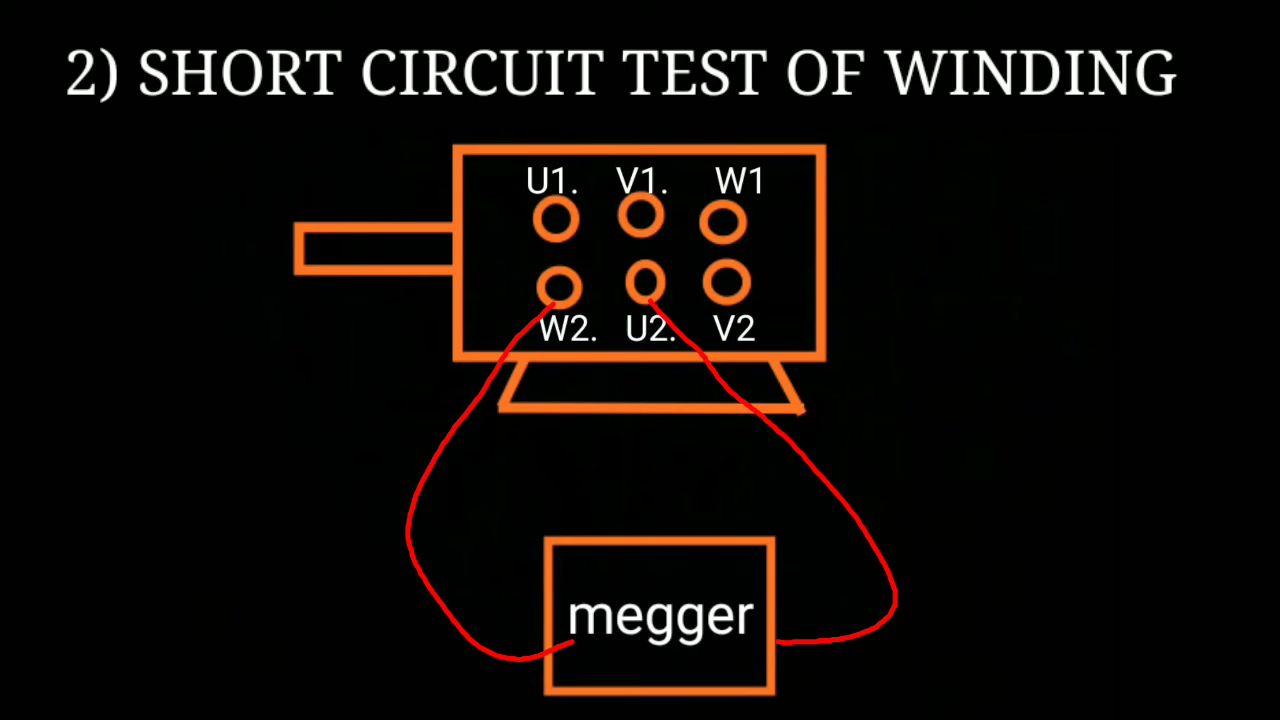 2) SHORT CIRCUIT TEST OF WINDING
U1. V1. W1
W2. U2. V2
megger